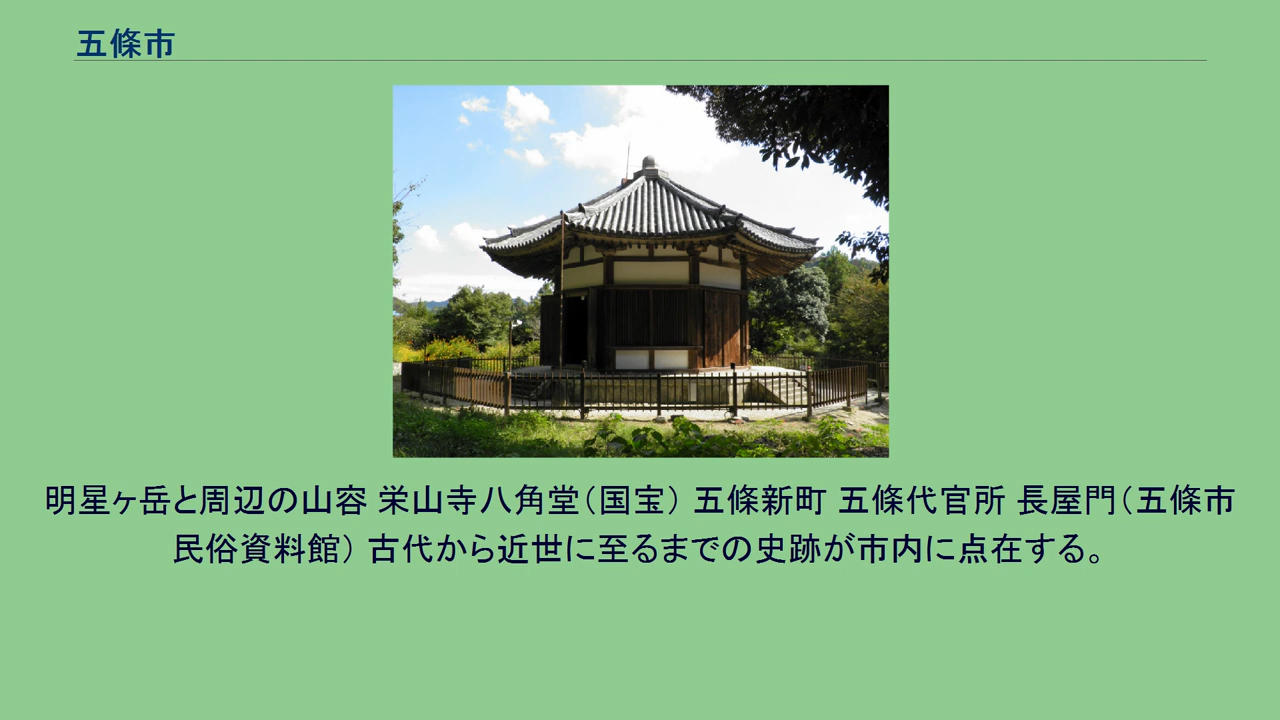 五條市
明星ヶ岳と周辺の山容 栄山寺八角堂（国宝） 五條新町 五條代官所 長屋門（五條市
民俗資料館） 古代から近世に至るまでの史跡が市内に点在する。